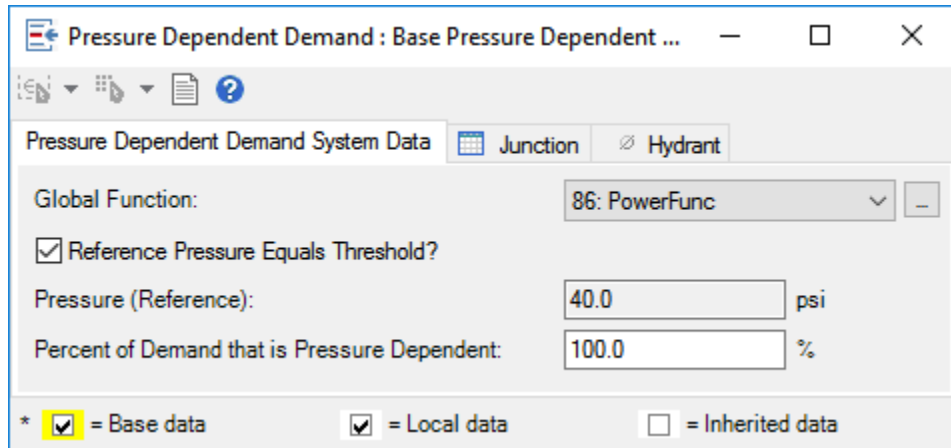 Pressure Dependent Demand : Base Pressure Dependent ...
Pressure Dependent Demand System Data Junction Hydrant
Global Function: 86: PowerFunc ...
Reference Pressure Equals Threshold?
Pressure (Reference): 40.0 psi
Percent of Demand that is Pressure Dependent: 100.0 %
* = Base data = Local data = Inherited data